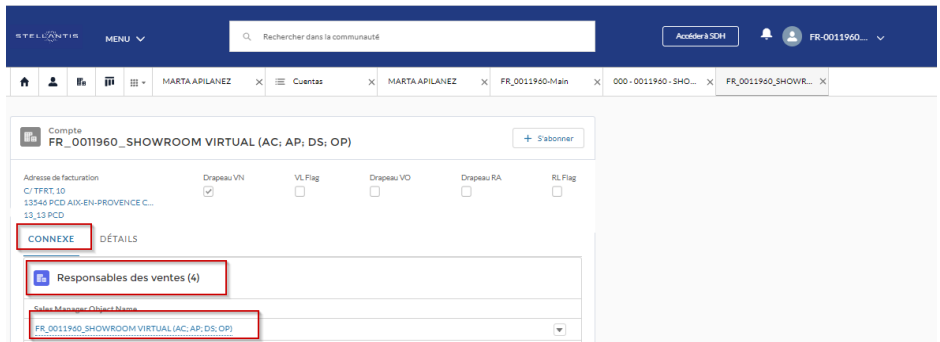 STELLANTIS
MENU
Rechercher dans la communauté
Accéder à SDH
FR-0011960....
MARTA APILANEZ
Cuentas
MARTA APILANEZ
FR_0011960-Main
000 - 0011960 - SHO...
FR_0011960_SHOWR...
Compte
FR_0011960_SHOWROOM VIRTUAL (AC; AP; DS; OP)
+ S'abonner
Adresse de facturation
Drapeau VN
VL Flag
Drapeau VO
Drapeau RA
RL Flag
C/ TFRT, 10
13546 PCD AIX-EN-PROVENCE C...
13_13 PCD
CONNEXE
DÉTAILS
Responsables des ventes (4)
Sales Manager Object Name
FR_0011960_SHOWROOM VIRTUAL (AC; AP; DS; OP)